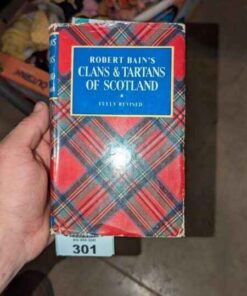 ROBERT BAIN'S
CLANS & TARTANS
OF SCOTLAND
FULLY REVISED
301